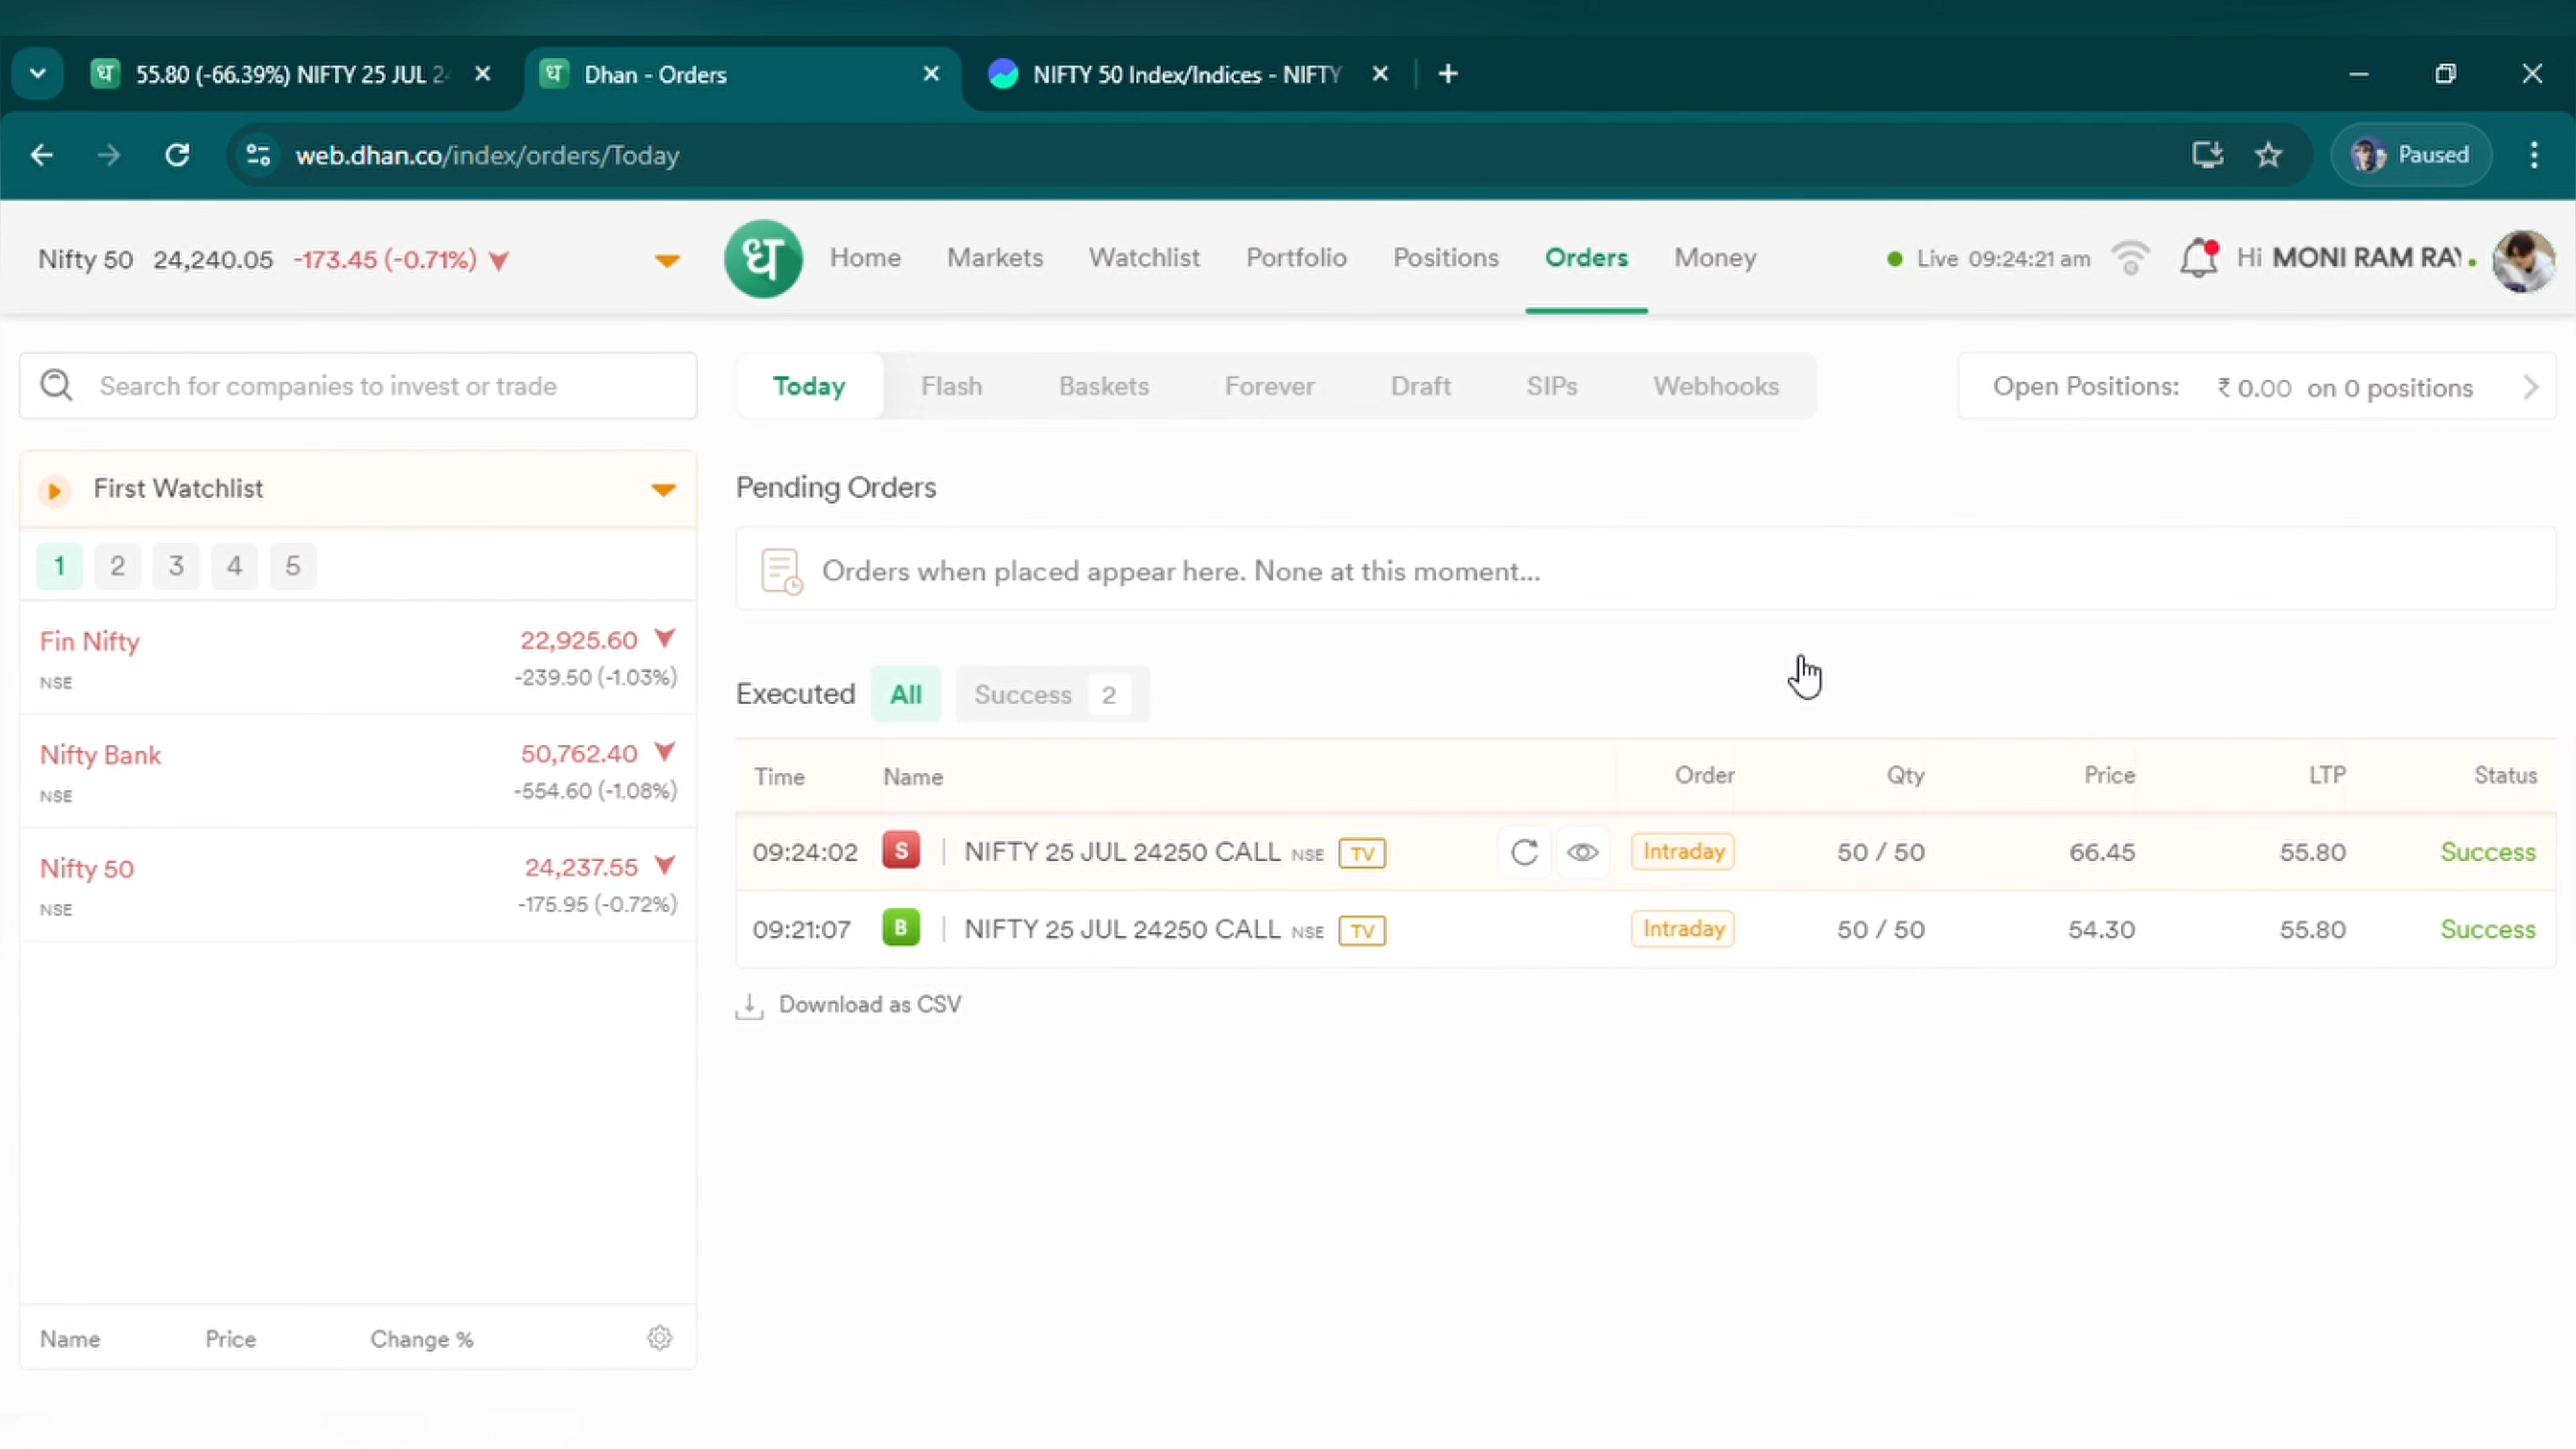 55.80 (-66.39%) NIFTY 25 JUL 2
Dhan - Orders
NIFTY 50 Index/Indices - NIFTY
web.dhan.co/index/orders/Today
Paused
Nifty 50 24,240.05 -173.45 (-0.71%)
ध
Home
Markets
Watchlist
Portfolio
Positions
Orders
Money
Live 09:24:21 am
Hi MONI RAM RAY
Search for companies to invest or trade
Today
Flash
Baskets
Forever
Draft
SIPs
Webhooks
Open Positions: ₹ 0.00 on 0 positions
First Watchlist
1 2 3 4 5
Fin Nifty 22,925.60
NSE -239.50 (-1.03%)
Nifty Bank 50,762.40
NSE -554.60 (-1.08%)
Nifty 50 24,237.55
NSE -175.95 (-0.72%)
Name Price Change %
Pending Orders
Orders when placed appear here. None at this moment...
Executed All Success 2
Time Name Order Qty Price LTP Status
09:24:02 S NIFTY 25 JUL 24250 CALL NSE TV Intraday 50 / 50 66.45 55.80 Success
09:21:07 B NIFTY 25 JUL 24250 CALL NSE TV Intraday 50 / 50 54.30 55.80 Success
Download as CSV